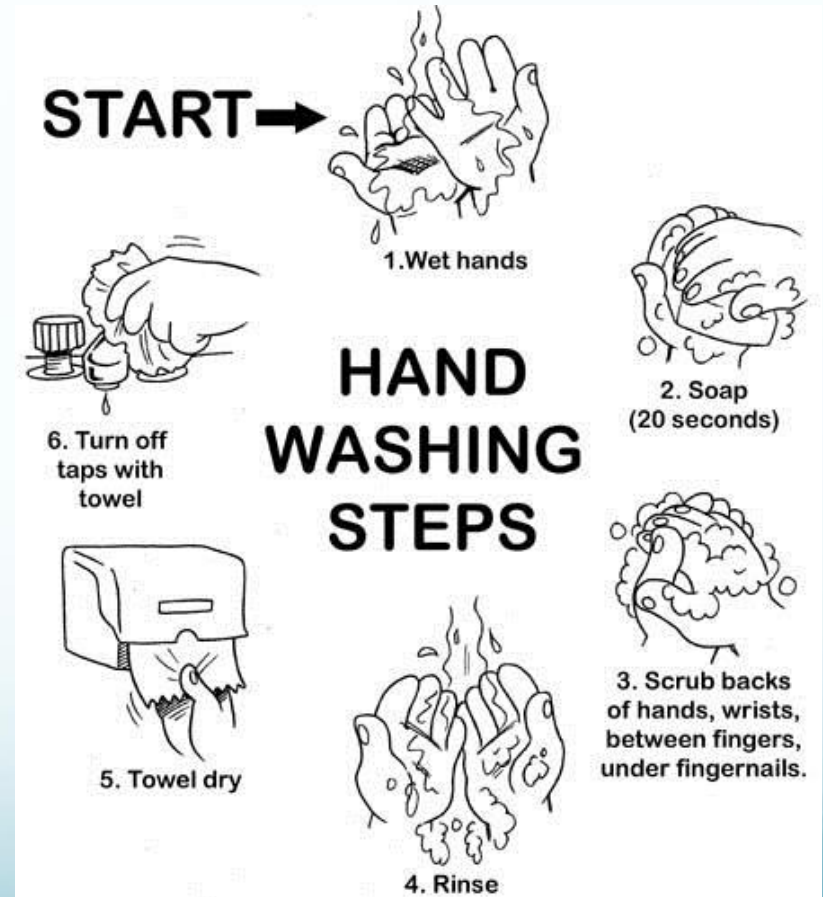 START
1.Wet hands
2. Soap
(20 seconds)
3. Scrub backs
of hands, wrists,
between fingers,
under fingernails.
4. Rinse
5. Towel dry
6. Turn off
taps with
towel
HAND
WASHING
STEPS